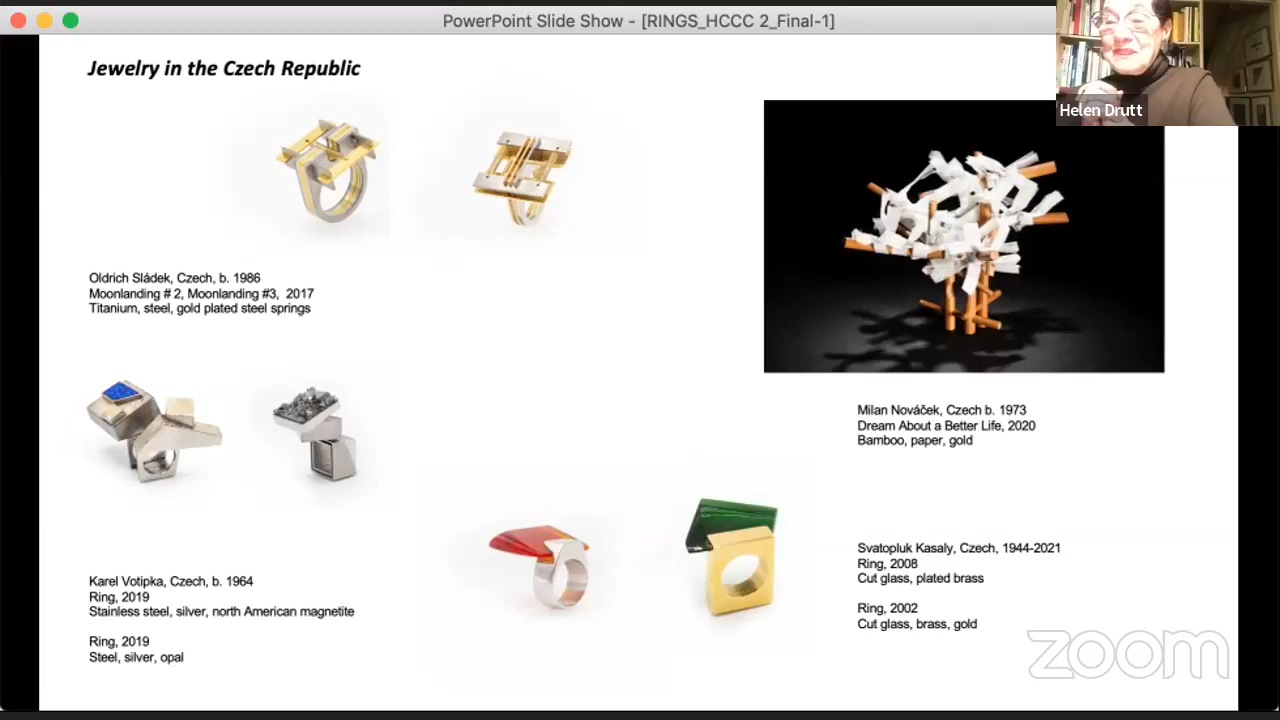 PowerPoint Slide Show - [RINGS_HCCC 2_Final-1]
Helen Drutt
Jewelry in the Czech Republic
Oldrich Sládek, Czech, b. 1986
Moonlanding # 2, Moonlanding #3,  2017
Titanium, steel, gold plated steel springs
Milan Nováček, Czech b. 1973
Dream About a Better Life, 2020
Bamboo, paper, gold
Karel Votipka, Czech, b. 1964
Ring, 2019
Stainless steel, silver, north American magnetite
Ring, 2019
Steel, silver, opal
Svatopluk Kasaly, Czech, 1944-2021
Ring, 2008
Cut glass, plated brass
Ring, 2002
Cut glass, brass, gold
zoom